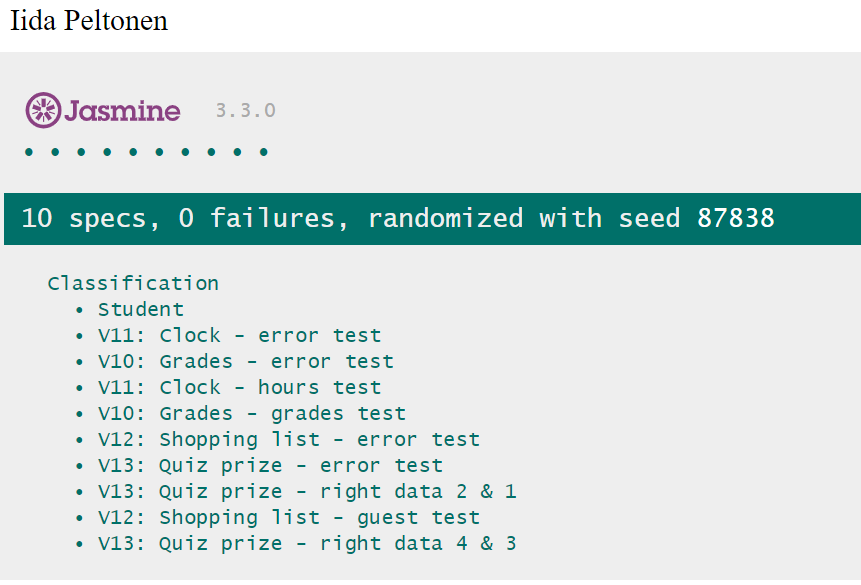 Iida Peltonen
Jasmine 3.3.0
• • • • • • • • • •
10 specs, 0 failures, randomized with seed 87838
Classification
• Student
• V11: Clock - error test
• V10: Grades - error test
• V11: Clock - hours test
• V10: Grades - grades test
• V12: Shopping list - error test
• V13: Quiz prize - error test
• V13: Quiz prize - right data 2 & 1
• V12: Shopping list - guest test
• V13: Quiz prize - right data 4 & 3